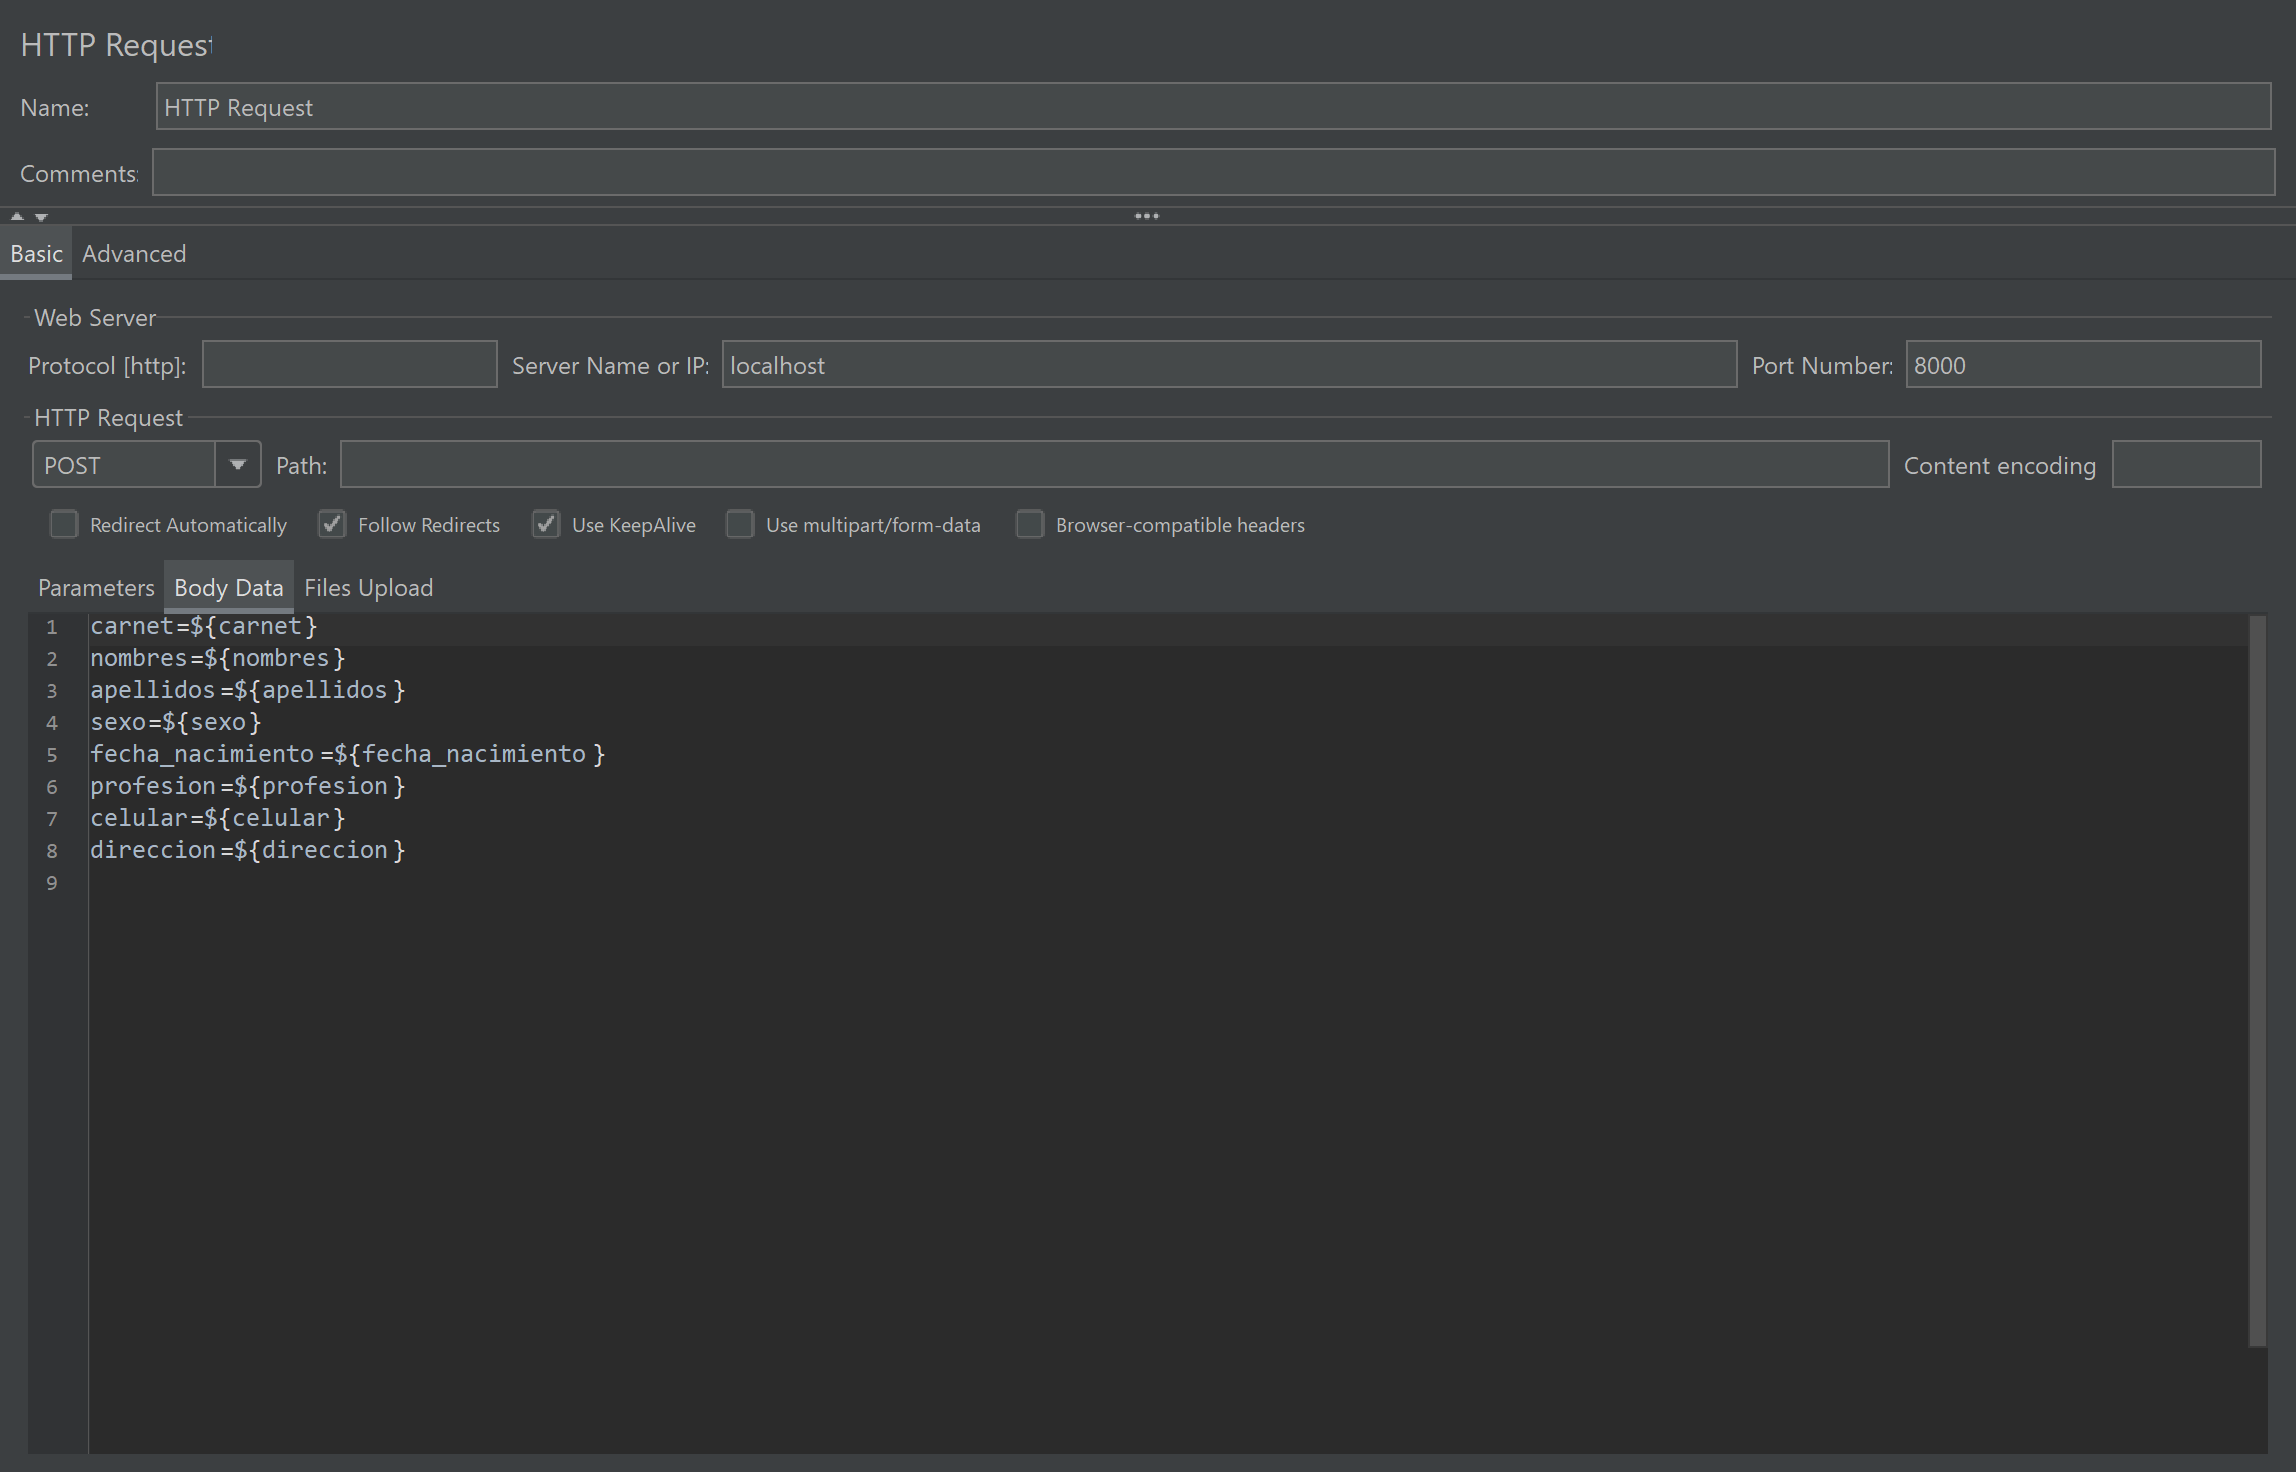 HTTP Request
Name: HTTP Request
Comments:
Basic Advanced
Web Server
Protocol [http]: Server Name or IP: localhost Port Number: 8000
HTTP Request
POST Path: Content encoding
Redirect Automatically Follow Redirects Use KeepAlive Use multipart/form-data Browser-compatible headers
Parameters Body Data Files Upload
1 carnet=${carnet}
2 nombres=${nombres}
3 apellidos=${apellidos}
4 sexo=${sexo}
5 fecha_nacimiento=${fecha_nacimiento}
6 profesion=${profesion}
7 celular=${celular}
8 direccion=${direccion}
9